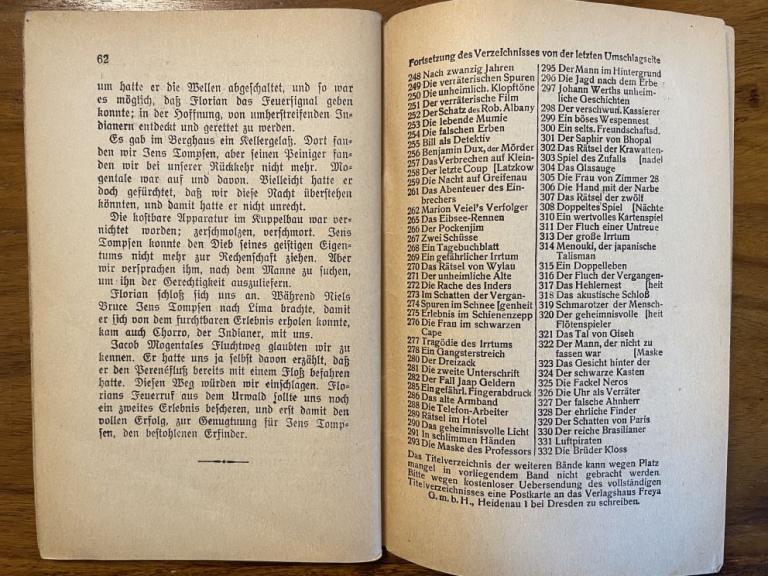 62
um hatte er die Wellen abgeschaltet, und so war
es möglich, daß Florian das Feuersignal geben
konnte; in der Hoffnung, von umherstreifenden In-
dianern entdeckt und gerettet zu werden.
Es gab im Berghaus ein Kellergelaß. Dort fan-
den wir Jens Tompsen, aber seinen Peiniger fan-
den wir bei unserer Rückkehr nicht mehr. Mo-
gentale war auf und davon. Vielleicht hatte er
doch gefürchtet, daß wir diese Nacht überstehen
könnten, und damit hatte er nicht unrecht.
Die kostbare Apparatur im Kuppelbau war ver-
nichtet worden; zerschmolzen, verschmort. Jens
Tompsen konnte den Dieb seines geistigen Eigen-
tums nicht mehr zur Rechenschaft ziehen. Aber
wir versprachen ihm, nach dem Manne zu suchen,
um ihn der Gerechtigkeit auszuliefern.
Florian schloß sich uns an. Während Niels
Bruce Jens Tompsen nach Lima brachte, damit
er sich von dem furchtbaren Erlebnis erholen konnte,
kam auch Chorro, der Indianer, mit uns.
Jacob Mogentales Fluchtweg glaubten wir zu
kennen. Er hatte uns ja selbst davon erzählt, daß
er den Perenéfluß bereits mit einem Floß befahren
hatte. Diesen Weg würden wir einschlagen. Flo-
rians Feuerruf aus dem Urwald sollte uns noch
ein zweites Erlebnis bescheren, und erst damit den
vollen Erfolg, zur Genugtuung für Jens Tomp-
sen, den bestohlenen Erfinder.
Fortsetzung des Verzeichnisses von der letzten Umschlagseite
248 Nach zwanzig Jahren
249 Die verräterischen Spuren
250 Die unheimlich. Klopftöne
251 Der verräterische Film
252 Der Schatz des Rob. Albany
253 Die lebende Mumie
254 Die falschen Erben
255 Bill als Detektiv
256 Benjamin Dux, der Mörder
257 Das Verbrechen auf Klein-
258 Der letzte Coup [Latzkow
259 Die Nacht auf Greifenau
261 Das Abenteuer des Ein-
brechers
262 Marion Veiel's Verfolger
265 Das Eibsee-Rennen
266 Der Pockenjim
267 Zwei Schüsse
268 Ein Tagebuchblatt
269 Ein gefährlicher Irrtum
270 Das Rätsel von Wylau
271 Der unheimliche Alte
272 Die Rache des Inders
273 Im Schatten der Vergan-
274 Spuren im Schnee [genheit
275 Erlebnis im Schienenzepp
276 Die Frau im schwarzen
Cape
277 Tragödie des Irrtums
278 Ein Gangsterstreich
280 Der Dreizack
281 Die zweite Unterschrift
282 Der Fall Jaap Geldern
285 Ein gefährl. Fingerabdruck
286 Das alte Armband
288 Die Telefon-Arbeiter
289 Rätsel im Hotel
290 Das geheimnisvolle Licht
291 In schlimmen Händen
293 Die Maske des Professors
295 Der Mann im Hintergrund
296 Die Jagd nach dem Erbe
297 Johann Werths unheim-
liche Geschichten
298 Der verschwun. Kassierer
299 Ein böses Wespennest
300 Ein selts. Freundschaftsd.
301 Der Saphir von Bhopal
302 Das Rätsel der Krawatten-
303 Spiel des Zufalls [nadel
304 Das Glasauge
305 Die Frau von Zimmer 28
306 Die Hand mit der Narbe
307 Das Rätsel der zwölf
308 Doppeltes Spiel [Nächte
310 Ein wertvolles Kartenspiel
311 Der Fluch einer Untreue
313 Der große Irrtum
314 Menouki, der japanische
Talisman
315 Ein Doppelleben
316 Der Fluch der Vergangen-
317 Das Hehlernest [heit
318 Das akustische Schloß
319 Schmarotzer der Mensch-
320 Der geheimnisvolle [heit
Flötenspieler
321 Das Tal von Giseh
322 Der Mann, der nicht zu
fassen war [Maske
323 Das Gesicht hinter der
324 Der schwarze Kasten
325 Die Fackel Neros
326 Die Uhr als Verräter
327 Der falsche Ahnherr
328 Der ehrliche Finder
329 Der Schatten von Paris
330 Der reiche Brasilianer
331 Luftpiraten
332 Die Brüder Kloss
Das Titelverzeichnis der weiteren Bände kann wegen Platz
mangel in vorliegendem Band nicht gebracht werden.
Bitte wegen kostenloser Uebersendung des vollständigen
Titelverzeichnisses eine Postkarte an das Verlagshaus Freya
G. m. b. H., Heidenau 1 bei Dresden zu schreiben.